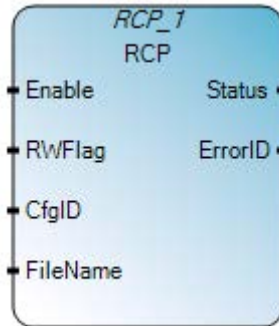 RCP_1
RCP
Enable Status
RWFlag ErrorID
CfgID
FileName